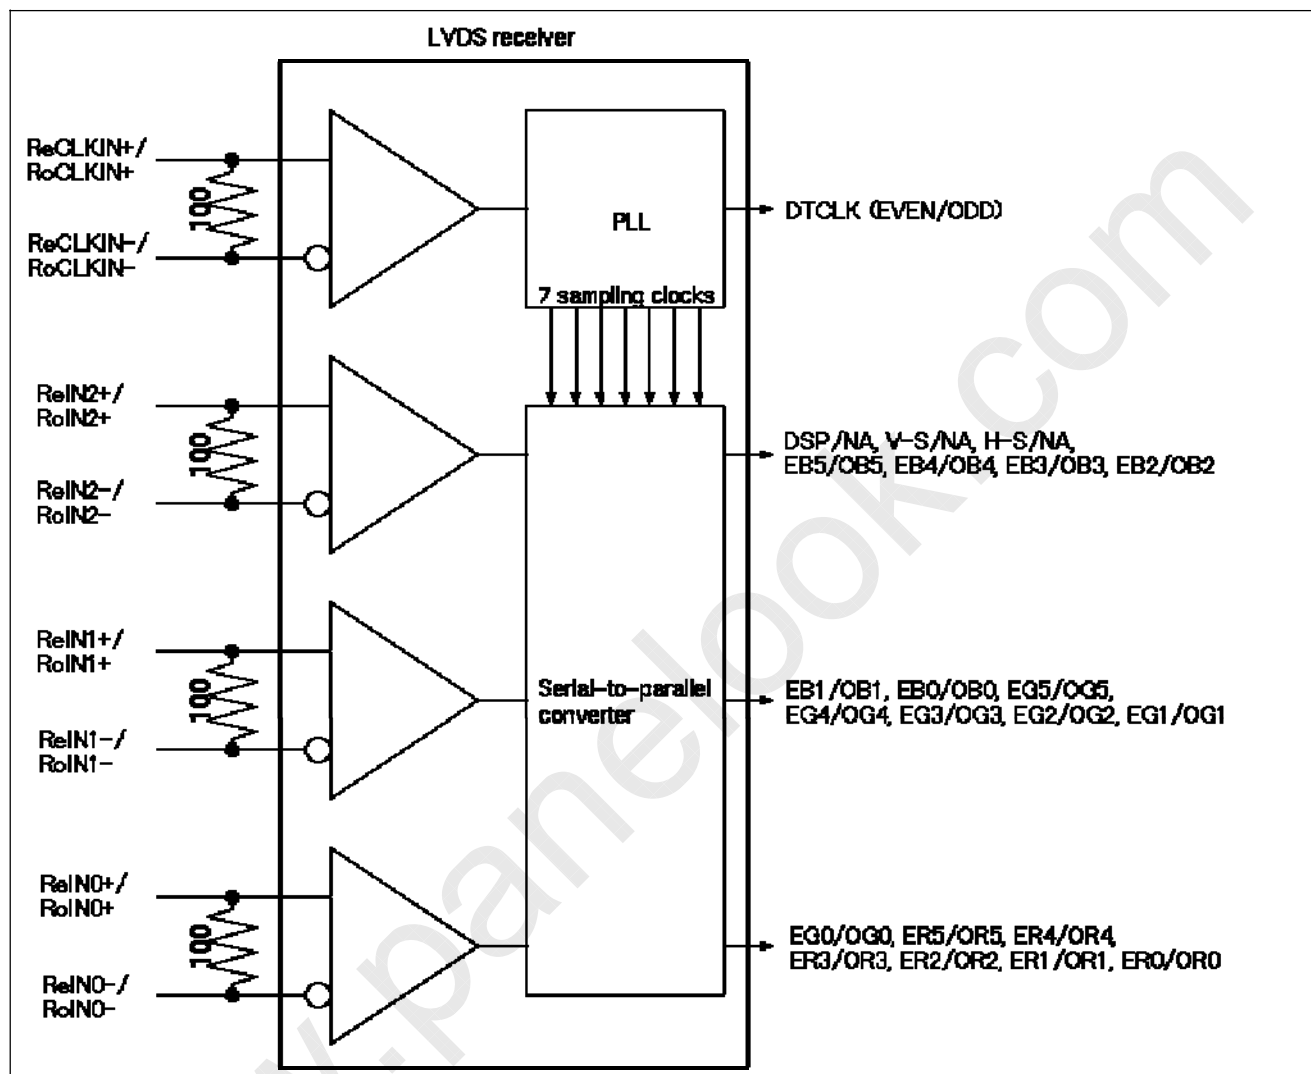 LVDS receiver
ReCLKIN+/
RoCLKIN+
100
ReCLKIN-/
RoCLKIN-
PLL
7 sampling clocks
DTCLK (EVEN/ODD)
ReIN2+/
RoIN2+
100
ReIN2-/
RoIN2-
DSP/NA, V-S/NA, H-S/NA,
EB5/OB5, EB4/OB4, EB3/OB3, EB2/OB2
ReIN1+/
RoIN1+
100
ReIN1-/
RoIN1-
Serial-to-parallel
converter
EB1/OB1, EB0/OB0, EG5/OG5,
EG4/OG4, EG3/OG3, EG2/OG2, EG1/OG1
ReIN0+/
RoIN0+
100
ReIN0-/
RoIN0-
EG0/OG0, ER5/OR5, ER4/OR4,
ER3/OR3, ER2/OR2, ER1/OR1, ER0/OR0
.panelook.com